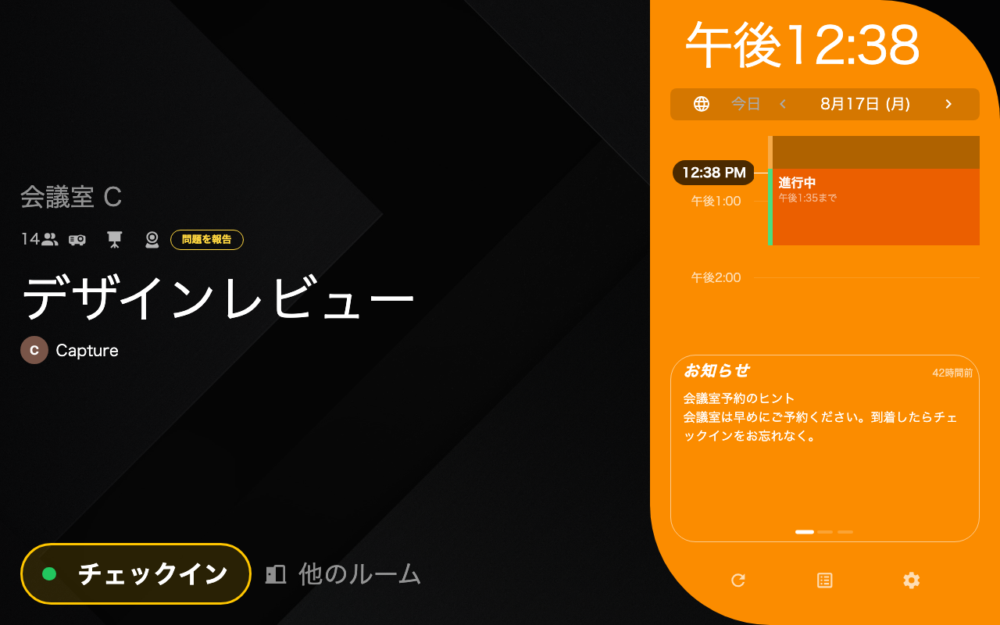 会議室 C
14
問題を報告
デザインレビュー
C
Capture
チェックイン
他のルーム
午後12:38
今日
8月17日 (月)
12:38 PM
進行中
午後1:35まで
午後1:00
午後2:00
お知らせ
42時間前
会議室予約のヒント
会議室は早めにご予約ください。到着したらチェ
ックインをお忘れなく。